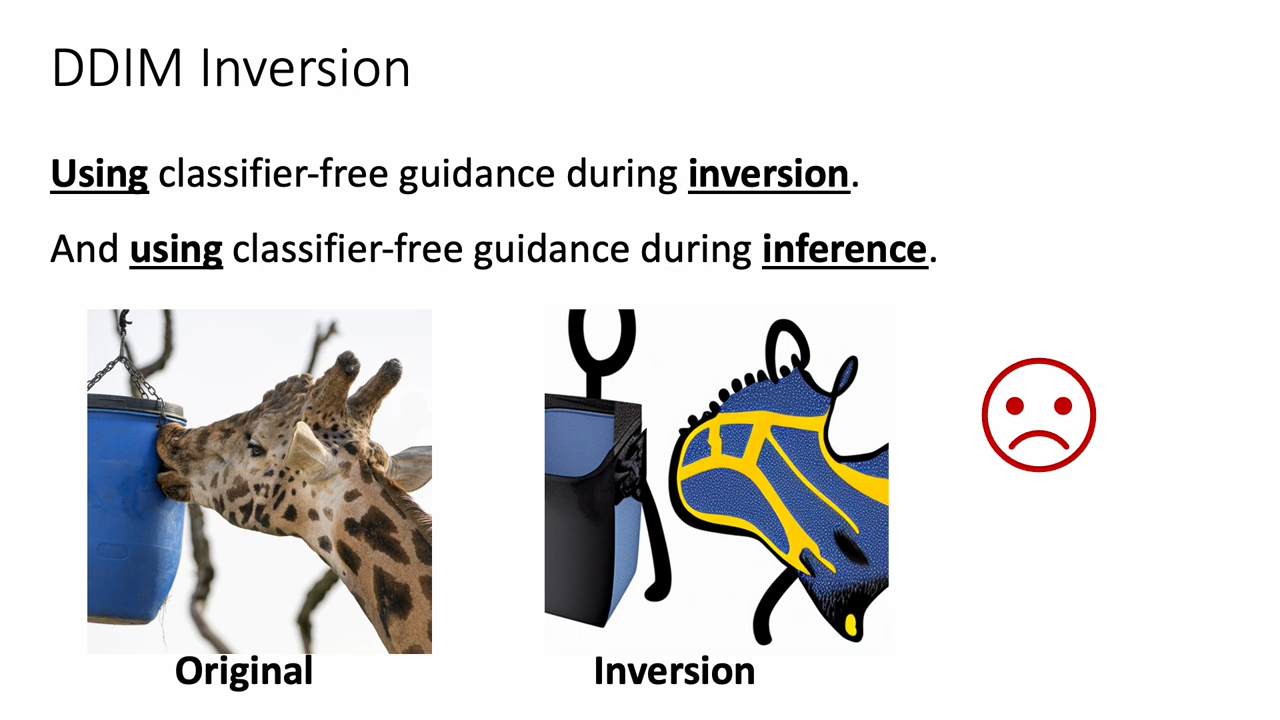 DDIM Inversion
Using classifier-free guidance during inversion.
And using classifier-free guidance during inference.
Original
Inversion